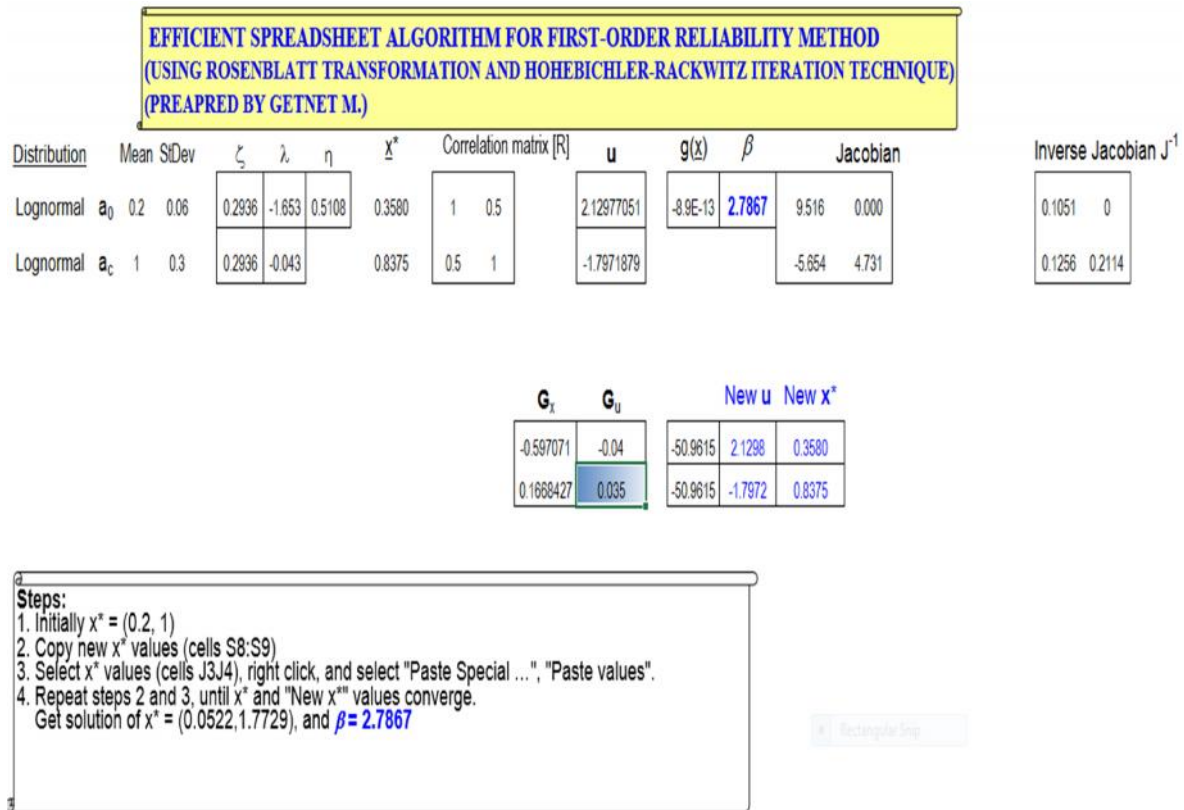 EFFICIENT SPREADSHEET ALGORITHM FOR FIRST-ORDER RELIABILITY METHOD
(USING ROSENBLATT TRANSFORMATION AND HOHEBICHLER-RACKWITZ ITERATION TECHNIQUE)
(PREAPRED BY GETNET M.)
Distribution Mean StDev ζ λ η x* Correlation matrix [R] u g(x) β Jacobian Inverse Jacobian J⁻¹
Lognormal a₀ 0.2 0.06 0.2936 -1.653 0.5108 0.3580 1 0.5 2.12977051 -8.9E-13 2.7867 9.516 0.000 0.1051 0
Lognormal a_c 1 0.3 0.2936 -0.043 0.8375 0.5 1 -1.7971879 -5.654 4.731 0.1256 0.2114
Gₓ Gᵤ New u New x*
-0.597071 -0.04 -50.9615 2.1298 0.3580
0.1668427 0.035 -50.9615 -1.7972 0.8375
Steps:
1. Initially x* = (0.2, 1)
2. Copy new x* values (cells S8:S9)
3. Select x* values (cells J3J4), right click, and select "Paste Special ...", "Paste values".
4. Repeat steps 2 and 3, until x* and "New x*" values converge.
Get solution of x* = (0.0522,1.7729), and β = 2.7867
Rectangular Snip